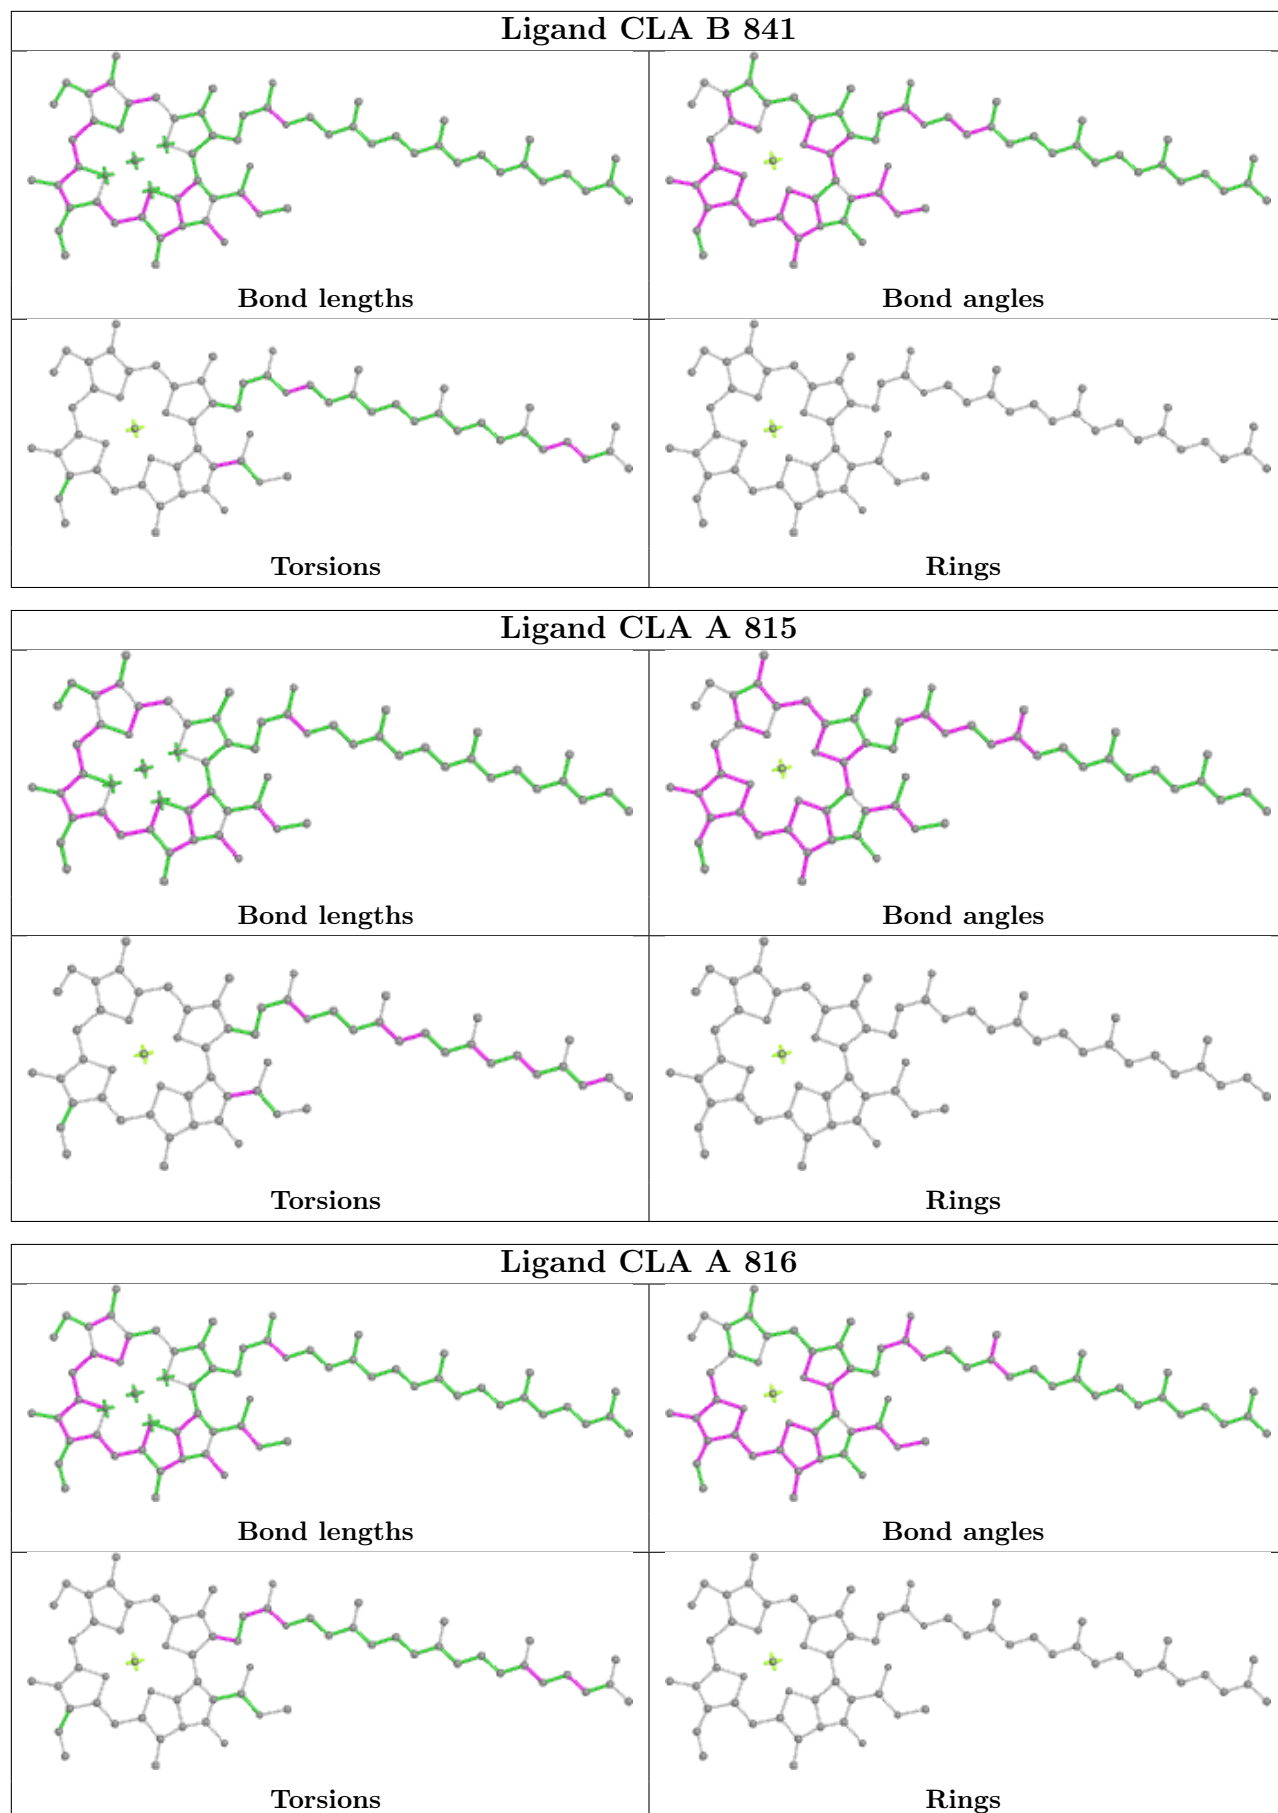 Ligand CLA B 841
Bond lengths
Bond angles
Torsions
Rings
Ligand CLA A 815
Bond lengths
Bond angles
Torsions
Rings
Ligand CLA A 816
Bond lengths
Bond angles
Torsions
Rings